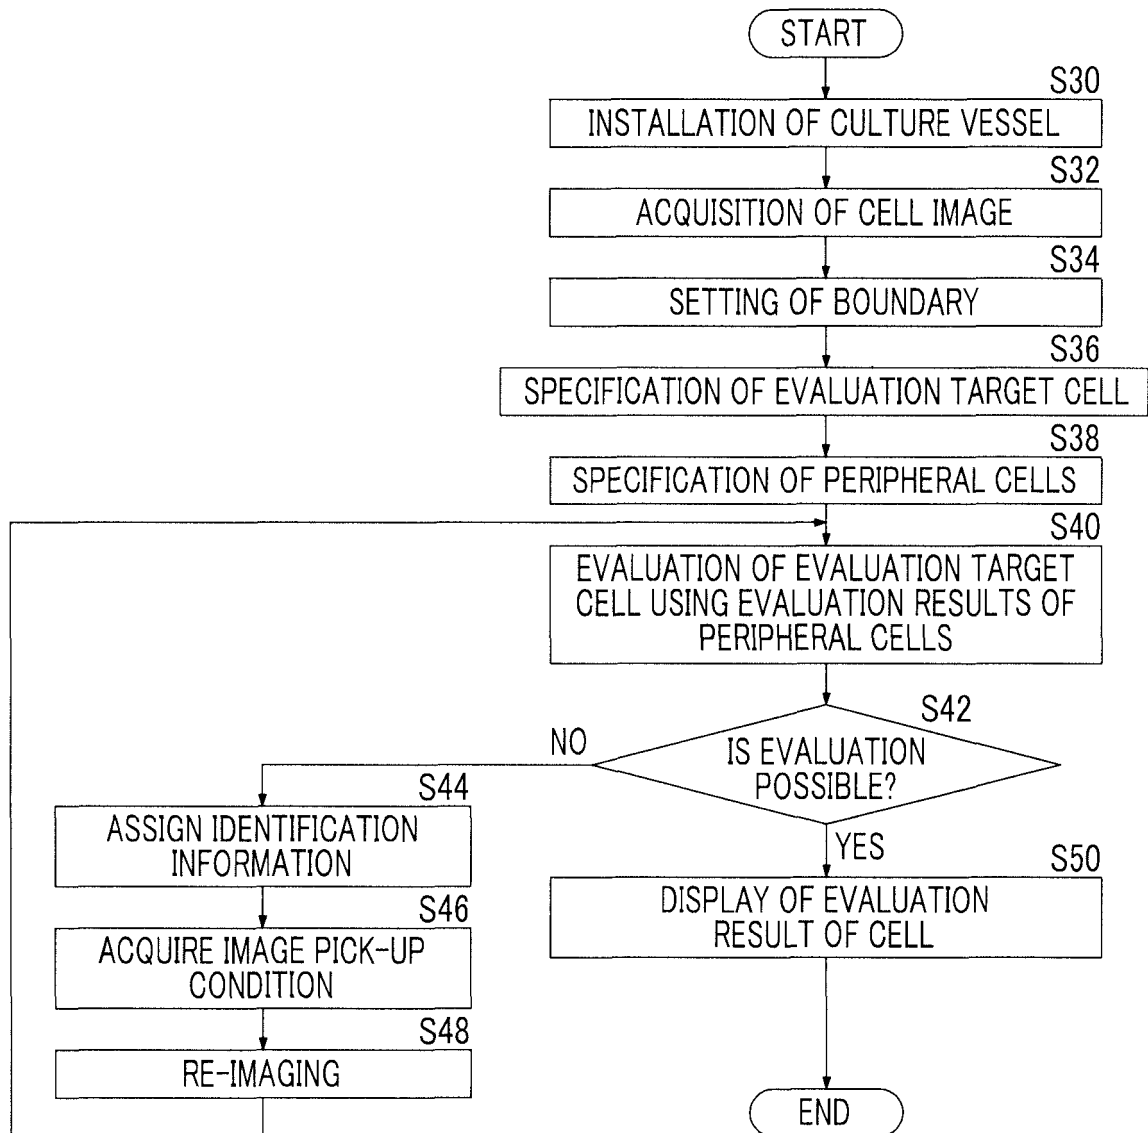 START
S30
INSTALLATION OF CULTURE VESSEL
S32
ACQUISITION OF CELL IMAGE
S34
SETTING OF BOUNDARY
S36
SPECIFICATION OF EVALUATION TARGET CELL
S38
SPECIFICATION OF PERIPHERAL CELLS
S40
EVALUATION OF EVALUATION TARGET
CELL USING EVALUATION RESULTS OF
PERIPHERAL CELLS
S42
IS EVALUATION
POSSIBLE?
NO
S44
ASSIGN IDENTIFICATION
INFORMATION
S46
ACQUIRE IMAGE PICK-UP
CONDITION
S48
RE-IMAGING
YES
S50
DISPLAY OF EVALUATION
RESULT OF CELL
END